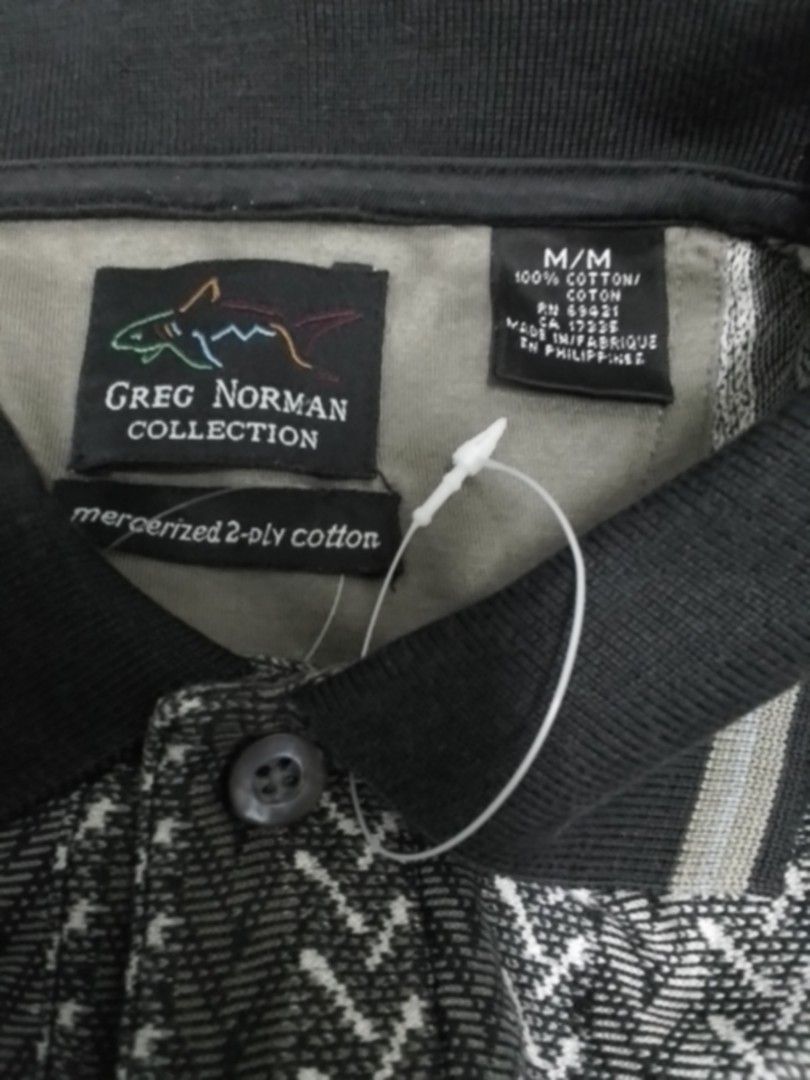 GREG NORMAN
COLLECTION
mercerized 2-ply cotton
M/M
100% COTTON/
COTON
RN 69421
CA 17235
MADE IN/FABRIQUE
EN PHILIPPINES